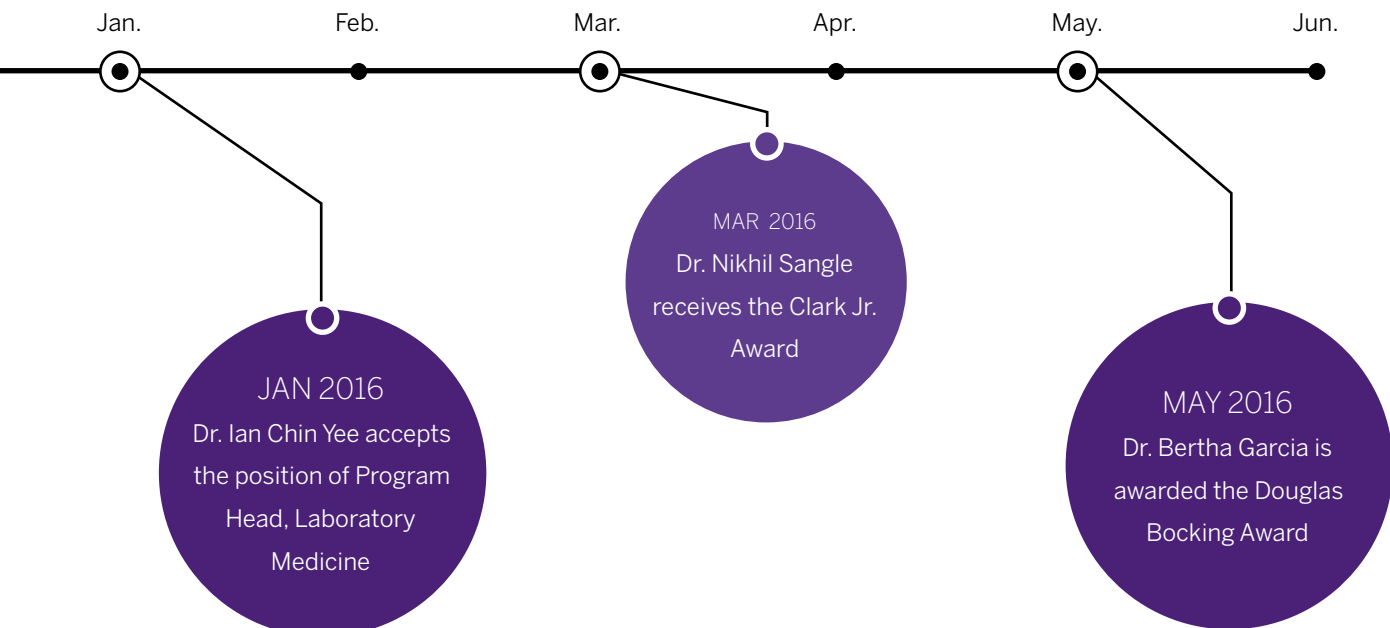 Jan.
Feb.
Mar.
Apr.
May.
Jun.
JAN 2016
Dr. Ian Chin Yee accepts
the position of Program
Head, Laboratory
Medicine
MAR 2016
Dr. Nikhil Sangle
receives the Clark Jr.
Award
MAY 2016
Dr. Bertha Garcia is
awarded the Douglas
Bocking Award